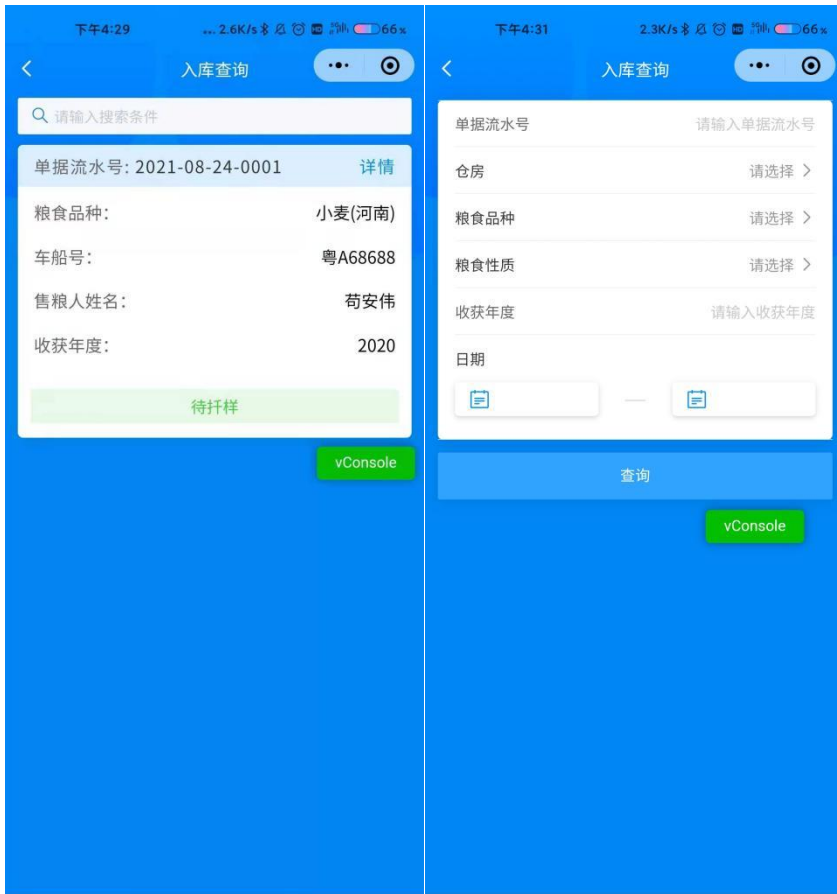 下午4:29
... 2.6K/s
66%
入库查询
请输入搜索条件
单据流水号: 2021-08-24-0001 详情
粮食品种: 小麦(河南)
车船号: 粤A68688
售粮人姓名: 苟安伟
收获年度: 2020
待扦样
vConsole
下午4:31
2.3K/s
66%
入库查询
单据流水号 请输入单据流水号
仓房 请选择
粮食品种 请选择
粮食性质 请选择
收获年度 请输入收获年度
日期
查询
vConsole